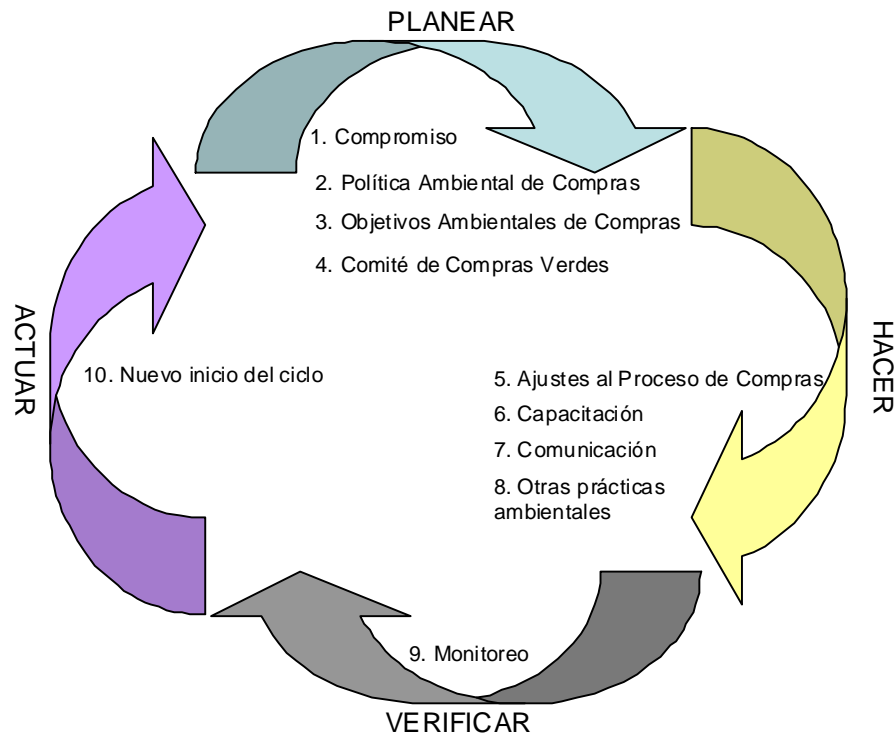 PLANEAR
1. Compromiso
2. Política Ambiental de Compras
3. Objetivos Ambientales de Compras
4. Comité de Compras Verdes
HACER
5. Ajustes al Proceso de Compras
6. Capacitación
7. Comunicación
8. Otras prácticas
ambientales
9. Monitoreo
VERIFICAR
ACTUAR
10. Nuevo inicio del ciclo